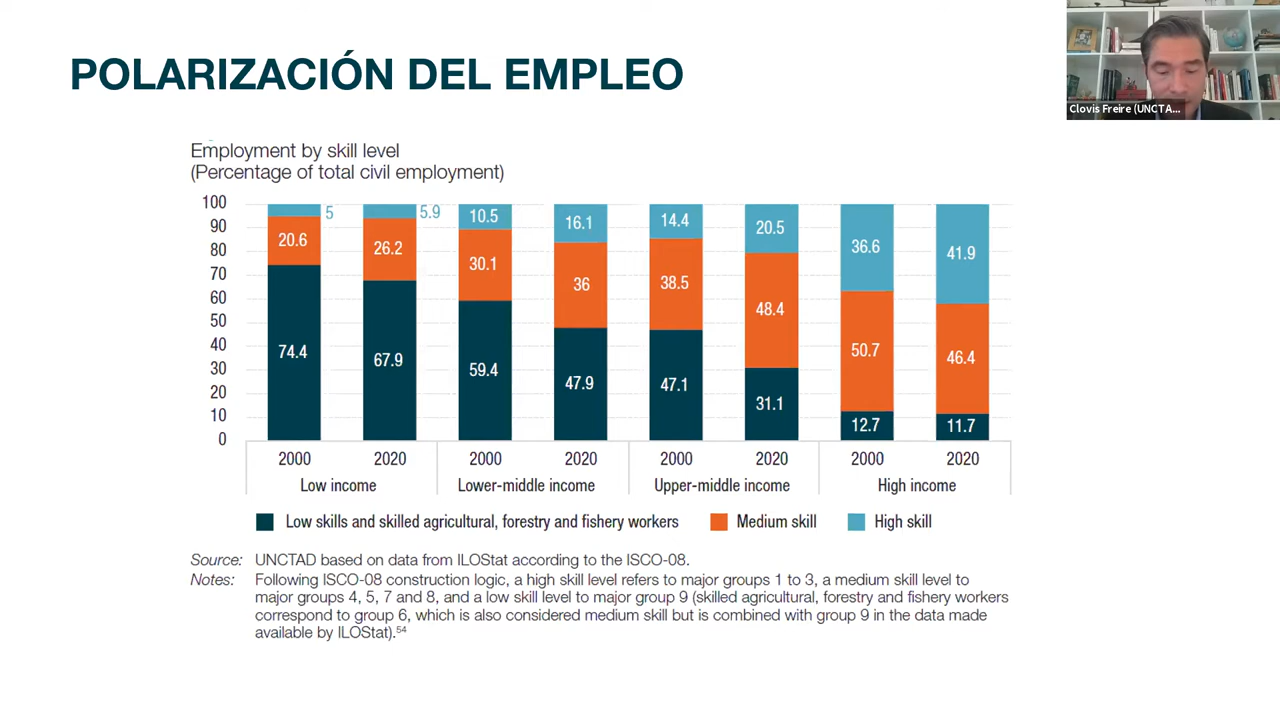 POLARIZACIÓN DEL EMPLEO
Clovis Freire (UNCTA...
Employment by skill level
(Percentage of total civil employment)
100
90
80
70
60
50
40
30
20
10
0
5
20.6
74.4
5.9
26.2
67.9
10.5
30.1
59.4
16.1
36
47.9
14.4
38.5
47.1
20.5
48.4
31.1
36.6
50.7
12.7
41.9
46.4
11.7
2000 2020 2000 2020 2000 2020 2000 2020
Low income Lower-middle income Upper-middle income High income
Low skills and skilled agricultural, forestry and fishery workers Medium skill High skill
Source: UNCTAD based on data from ILOStat according to the ISCO-08.
Notes: Following ISCO-08 construction logic, a high skill level refers to major groups 1 to 3, a medium skill level to
major groups 4, 5, 7 and 8, and a low skill level to major group 9 (skilled agricultural, forestry and fishery workers
correspond to group 6, which is also considered medium skill but is combined with group 9 in the data made
available by ILOStat).54